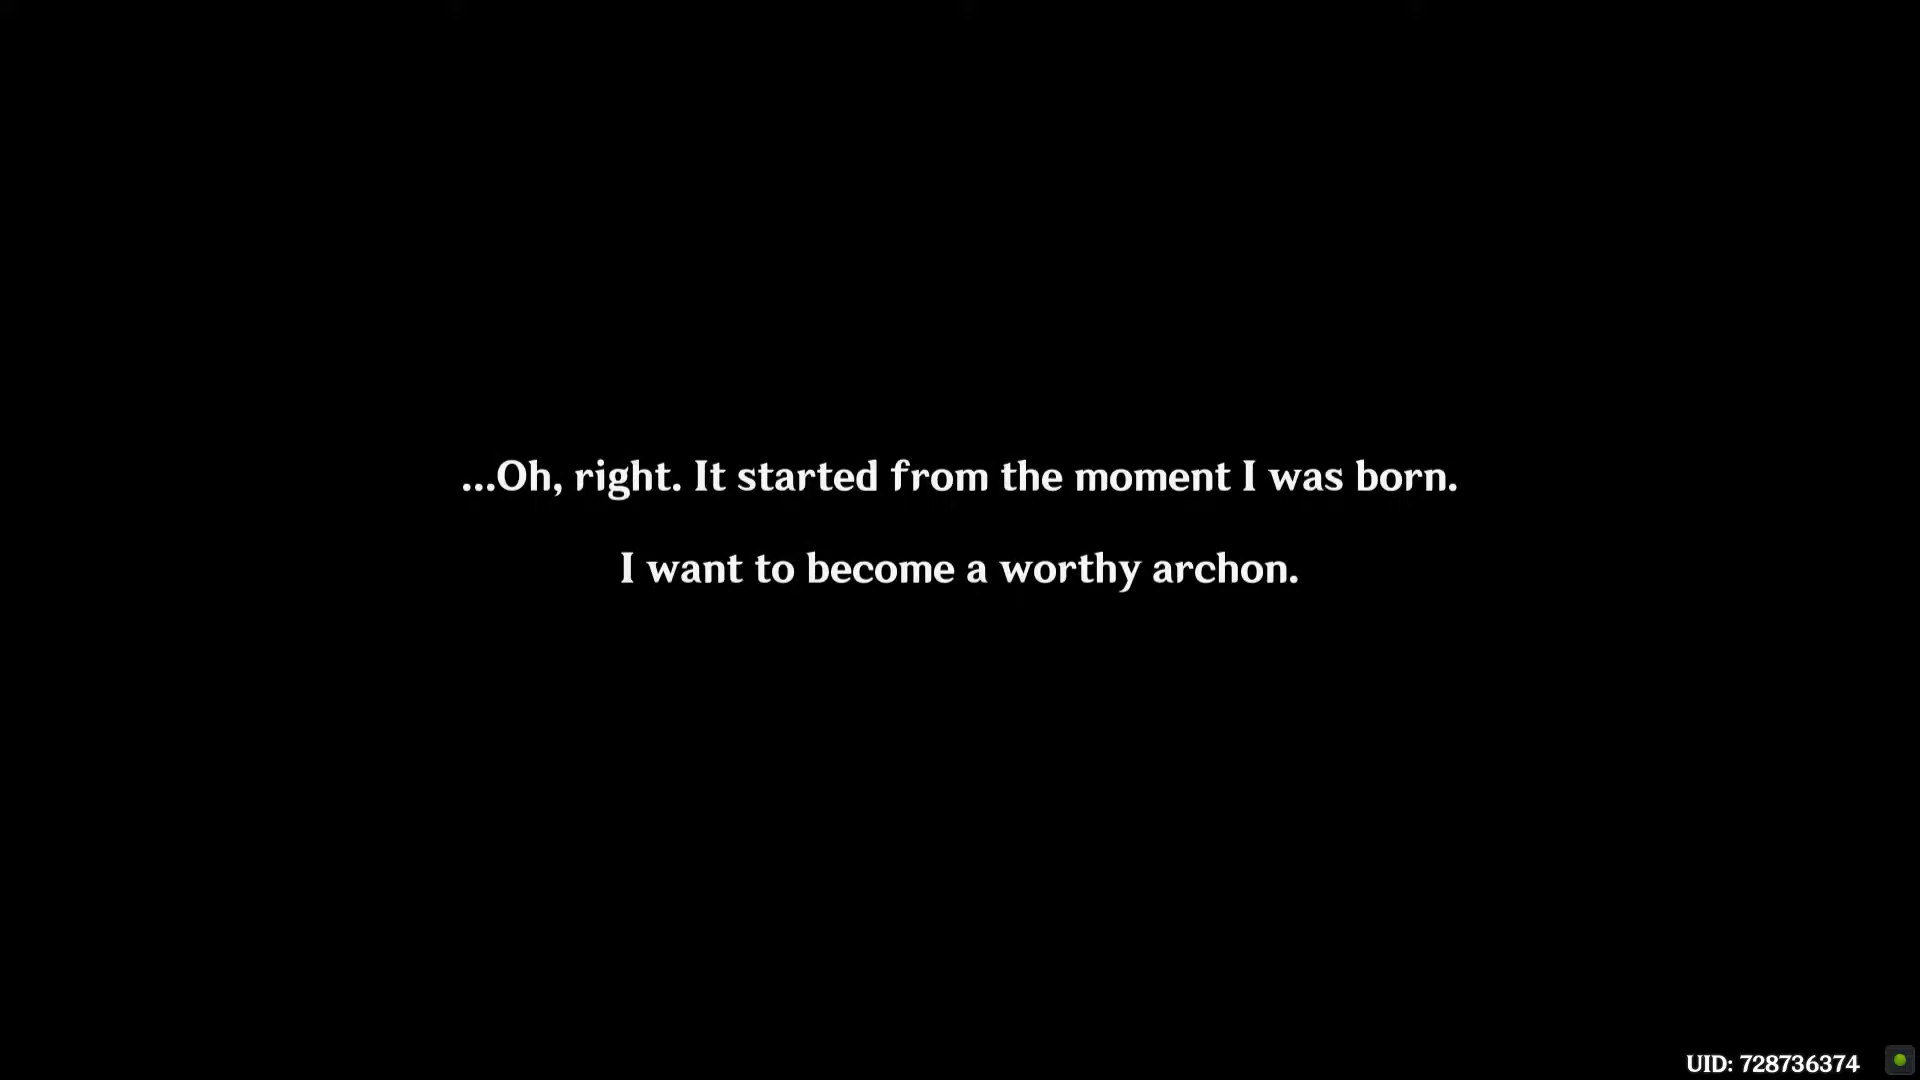 ...Oh, right. It started from the moment I was born.
I want to become a worthy archon.
UID: 728736374